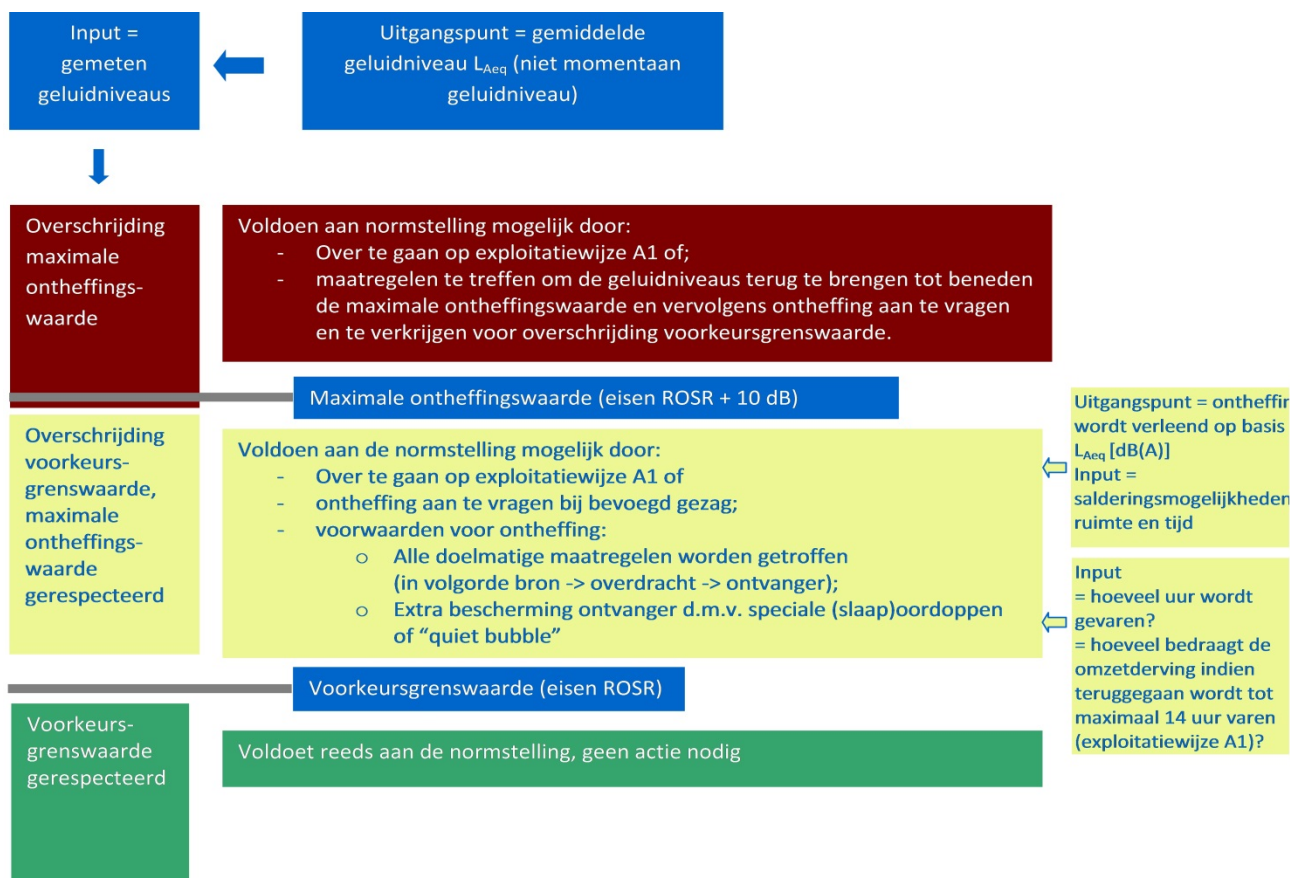 Input =
gemeten
geluidniveaus
Uitgangspunt = gemiddelde
geluidniveau LAeq (niet momentaan
geluidniveau)
Overschrijding
maximale
ontheffings-
waarde
Voldoen aan normstelling mogelijk door:
- Over te gaan op exploitatiewijze A1 of;
- maatregelen te treffen om de geluidniveaus terug te brengen tot beneden
de maximale ontheffingswaarde en vervolgens ontheffing aan te vragen
en te verkrijgen voor overschrijding voorkeursgrenswaarde.
Maximale ontheffingswaarde (eisen ROSR + 10 dB)
Overschrijding
voorkeurs-
grenswaarde,
maximale
ontheffings-
waarde
gerespecteerd
Voldoen aan de normstelling mogelijk door:
- Over te gaan op exploitatiewijze A1 of
- ontheffing aan te vragen bij bevoegd gezag;
- voorwaarden voor ontheffing:
o Alle doelmatige maatregelen worden getroffen
(in volgorde bron -> overdracht -> ontvanger);
o Extra bescherming ontvanger d.m.v. speciale (slaap)oordoppen
of “quiet bubble”
Uitgangspunt = ontheffin
wordt verleend op basis
LAeq [dB(A)]
Input =
salderingsmogelijkheden
ruimte en tijd
Input
= hoeveel uur wordt
gevaren?
= hoeveel bedraagt de
omzetderving indien
teruggegaan wordt tot
maximaal 14 uur varen
(exploitatiewijze A1)?
Voorkeursgrenswaarde (eisen ROSR)
Voorkeurs-
grenswaarde
gerespecteerd
Voldoet reeds aan de normstelling, geen actie nodig